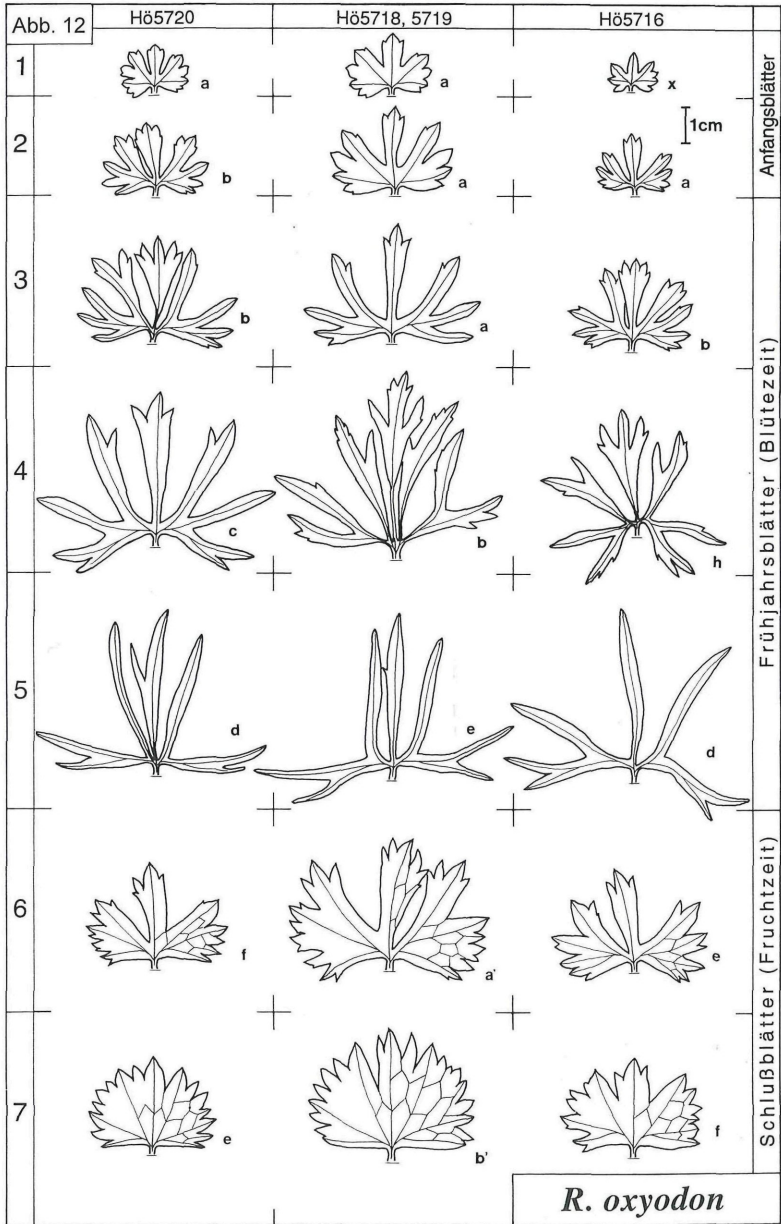 Abb. 12
Hö5720
Hö5718, 5719
Hö5716
1
a
a
x
Anfangsblätter
2
b
a
1cm
a
3
b
a
b
Frühjahrsblätter (Blütezeit)
4
c
b
h
5
d
e
d
6
f
a'
e
Schlußblätter (Fruchtzeit)
7
e
b'
f
R. oxyodon